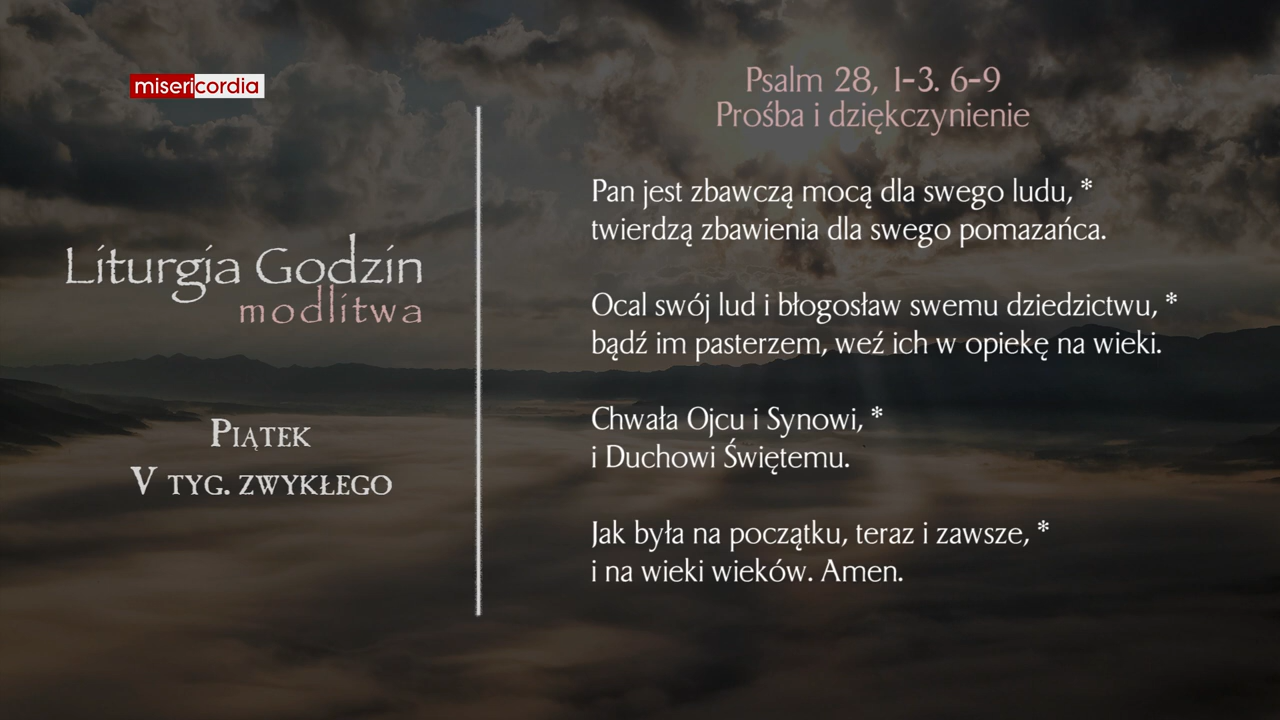 misericordia
Liturgia Godzin
modlitwa
Piątek
V tyg. zwykłego
Psalm 28, 1-3. 6-9
Prośba i dziękczynienie
Pan jest zbawczą mocą dla swego ludu, *
twierdzą zbawienia dla swego pomazańca.
Ocal swój lud i błogosław swemu dziedzictwu, *
bądź im pasterzem, weź ich w opiekę na wieki.
Chwała Ojcu i Synowi, *
i Duchowi Świętemu.
Jak była na początku, teraz i zawsze, *
i na wieki wieków. Amen.